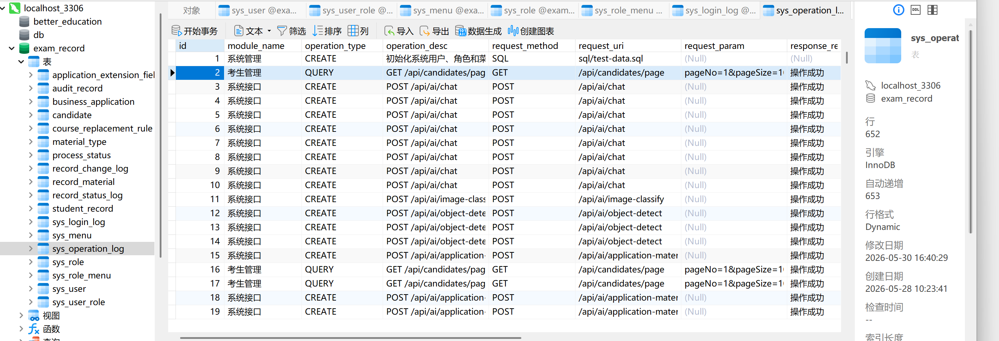 localhost_3306
better_education
db
exam_record
表
application_extension_fiel
audit_record
business_application
candidate
course_replacement_rule
material_type
process_status
record_change_log
record_material
record_status_log
student_record
sys_login_log
sys_menu
sys_operation_log
sys_role
sys_role_menu
sys_user
sys_user_role
视图
函数
对象 sys_user @exa... sys_user_role @... sys_menu @exa... sys_role @exam... sys_role_menu ... sys_login_log @... sys_operation_l...
开始事务 文本 筛选 排序 列 导入 导出 数据生成 创建图表
id module_name operation_type operation_desc request_method request_uri request_param response_re
1 系统管理 CREATE 初始化系统用户、角色和菜 SQL sql/test-data.sql (Null) (Null)
2 考生管理 QUERY GET /api/candidates/pag GET /api/candidates/page pageNo=1&pageSize=1 操作成功
3 系统接口 CREATE POST /api/ai/chat POST /api/ai/chat (Null) 操作成功
4 系统接口 CREATE POST /api/ai/chat POST /api/ai/chat (Null) 操作成功
5 系统接口 CREATE POST /api/ai/chat POST /api/ai/chat (Null) 操作成功
6 系统接口 CREATE POST /api/ai/chat POST /api/ai/chat (Null) 操作成功
7 系统接口 CREATE POST /api/ai/chat POST /api/ai/chat (Null) 操作成功
8 系统接口 CREATE POST /api/ai/chat POST /api/ai/chat (Null) 操作成功
9 系统接口 CREATE POST /api/ai/chat POST /api/ai/chat (Null) 操作成功
10 系统接口 CREATE POST /api/ai/chat POST /api/ai/chat (Null) 操作成功
11 系统接口 CREATE POST /api/ai/image-class POST /api/ai/image-classify (Null) 操作成功
12 系统接口 CREATE POST /api/ai/object-dete POST /api/ai/object-detect (Null) 操作成功
13 系统接口 CREATE POST /api/ai/object-dete POST /api/ai/object-detect (Null) 操作成功
14 系统接口 CREATE POST /api/ai/object-dete POST /api/ai/object-detect (Null) 操作成功
15 系统接口 CREATE POST /api/ai/application- POST /api/ai/application-mater (Null) 操作成功
16 考生管理 QUERY GET /api/candidates/pag GET /api/candidates/page pageNo=1&pageSize=1 操作成功
17 考生管理 QUERY GET /api/candidates/pag GET /api/candidates/page pageNo=1&pageSize=1 操作成功
18 系统接口 CREATE POST /api/ai/application- POST /api/ai/application-mater (Null) 操作成功
19 系统接口 CREATE POST /api/ai/application- POST /api/ai/application-mater (Null) 操作成功
DDL
sys_operat
表
localhost_3306
exam_record
行
652
引擎
InnoDB
自动递增
653
行格式
Dynamic
修改日期
2026-05-30 16:40:29
创建日期
2026-05-28 10:23:41
检查时间
--
索引长度